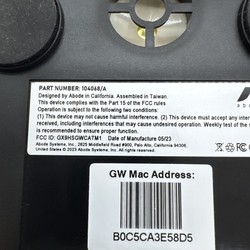 PART NUMBER: 104068/A
Designed by Abode in California. Assembled in Taiwan.
This device complies with the Part 15 of the FCC rules
Operation is subject to the following two conditions:
(1) This device may not cause harmful interference. (2) This device must accept any inter
including interferences that may cause undesired operation. Weekly test of the
is recommended to ensure proper function.
FCC ID: GX9HSGWCATM1 Date of Manufacture 05/23
Abode Systems, Inc., 2625 Middlefield Road #900, Palo Alto, California 94306,
United States © 2023 Abode Systems, Inc. All Rights Reserved.
GW Mac Address:
B0C5CA3E58D5